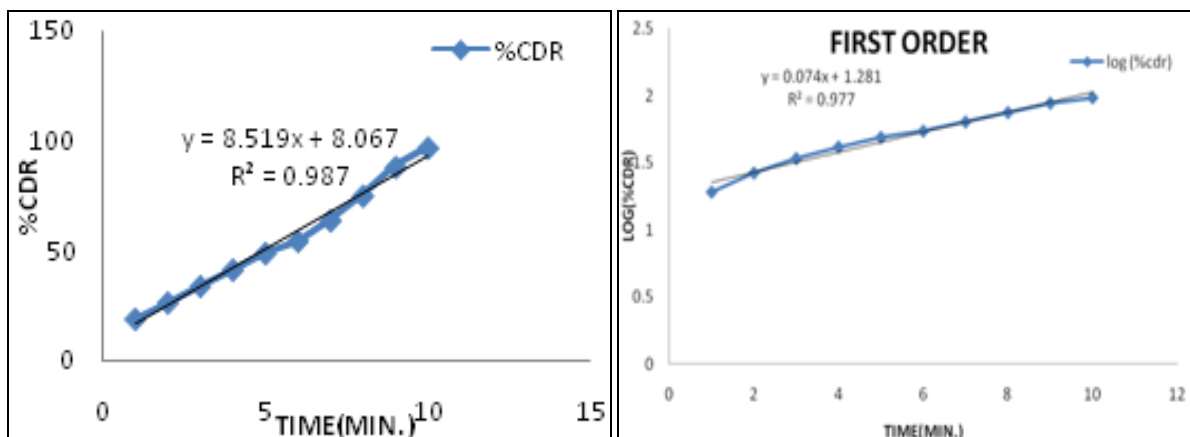 150
%CDR
y = 8.519x + 8.067
R² = 0.987
100
50
0
%CDR
0
5
10
15
TIME(MIN.)
FIRST ORDER
2.5
log (%cdr)
y = 0.074x + 1.281
R² = 0.977
2
1.5
1
0.5
0
LOG(%CDR)
0
2
4
6
8
10
12
TIME(MIN.)